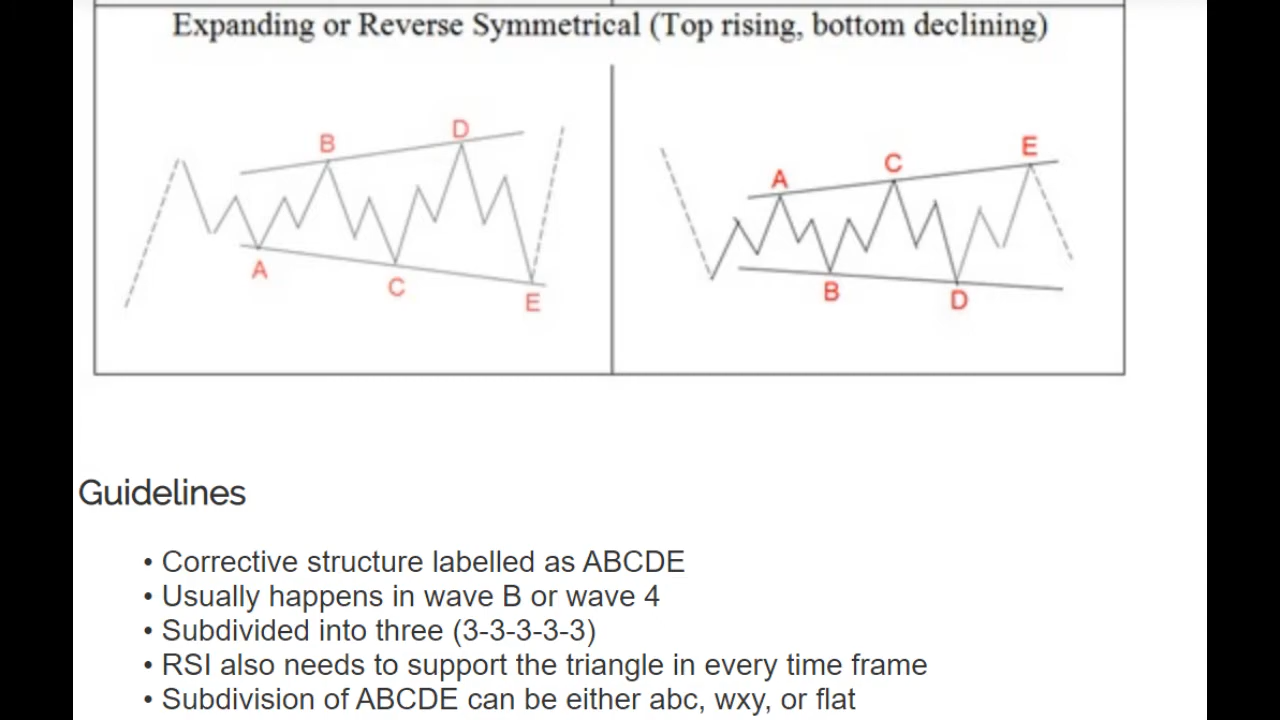 Expanding or Reverse Symmetrical (Top rising, bottom declining)
B
D
A
C
E
A
C
E
B
D
Guidelines
• Corrective structure labelled as ABCDE
• Usually happens in wave B or wave 4
• Subdivided into three (3-3-3-3-3)
• RSI also needs to support the triangle in every time frame
• Subdivision of ABCDE can be either abc, wxy, or flat